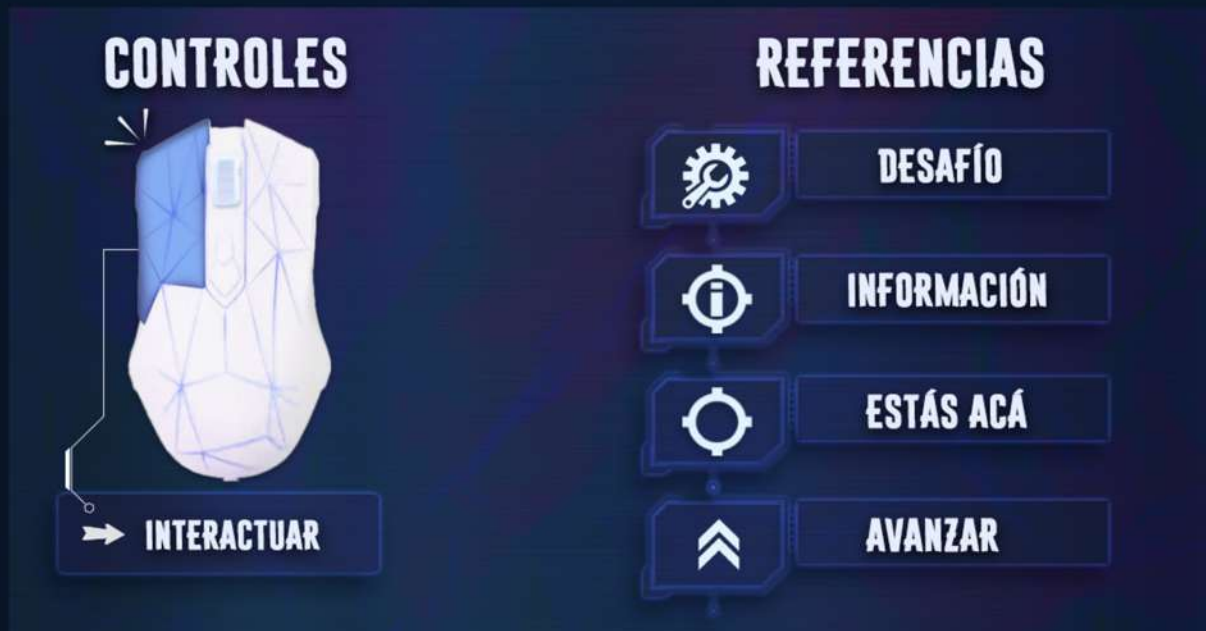 CONTROLES
INTERACTUAR
REFERENCIAS
DESAFÍO
INFORMACIÓN
ESTÁS ACÁ
AVANZAR